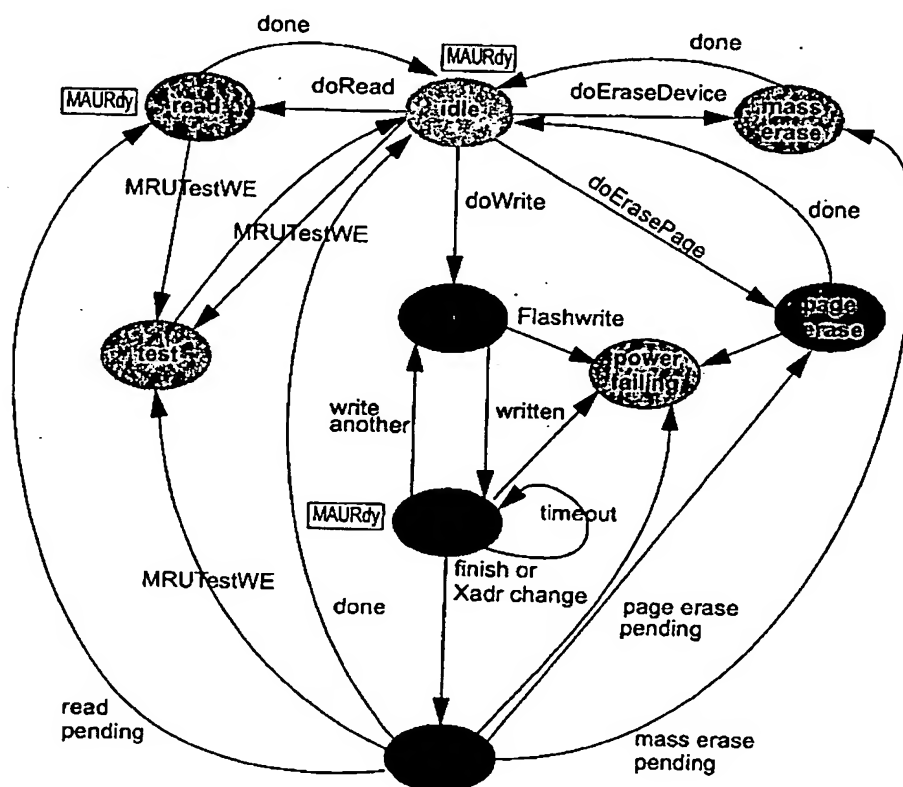 done
done
MAURdy
MAURdy
read
doRead
idle
doEraseDevice
mass
erase
MRUTestWE
MRUTestWE
doWrite
doErasePage
done
test
Flashwrite
power
failing
page
erase
write
another
written
MAURdy
timeout
MRUTestWE
done
finish or
Xadr change
page erase
pending
read
pending
mass erase
pending